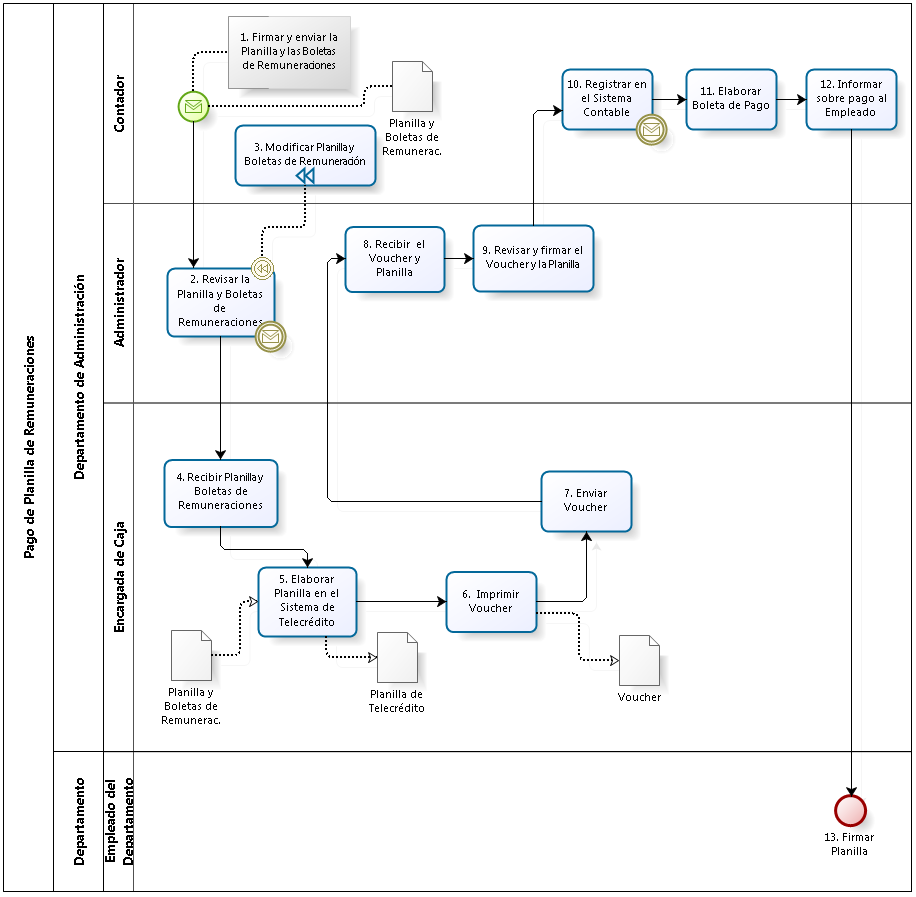 Pago de Planilla de Remuneraciones
Departamento de Administración
Contador
1. Firmar y enviar la
Planilla y las Boletas
de Remuneraciones
Planilla y
Boletas de
Remunerac.
3. Modificar Planilla y
Boletas de Remuneración
10. Registrar en
el Sistema
Contable
11. Elaborar
Boleta de Pago
12. Informar
sobre pago al
Empleado
Administrador
2. Revisar la
Planilla y Boletas
de
Remuneraciones
8. Recibir el
Voucher y
Planilla
9. Revisar y firmar el
Voucher y la Planilla
Encargada de Caja
4. Recibir Planilla y
Boletas de
Remuneraciones
5. Elaborar
Planilla en el
Sistema de
Telecrédito
6. Imprimir
Voucher
7. Enviar
Voucher
Planilla y
Boletas de
Remunerac.
Planilla de
Telecrédito
Voucher
Departamento
Empleado del
Departamento
13. Firmar
Planilla